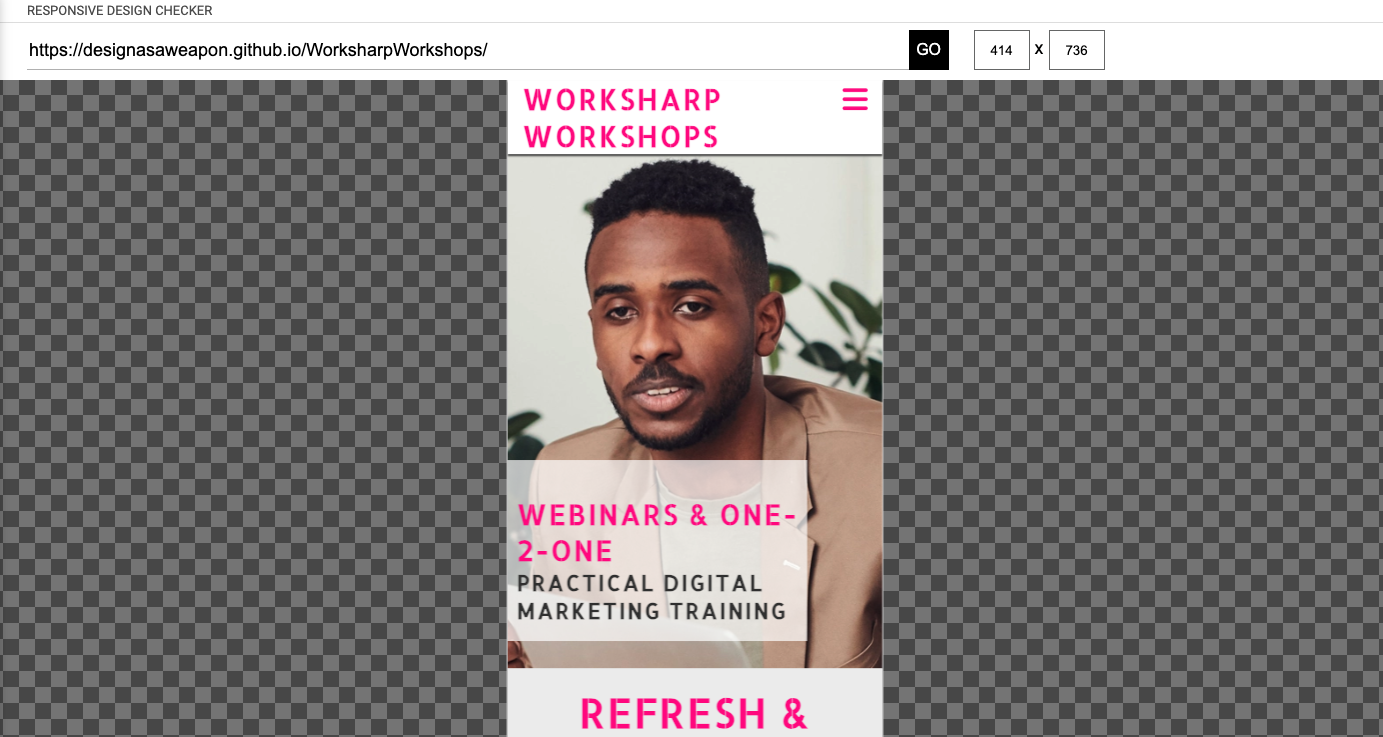 RESPONSIVE DESIGN CHECKER
https://designasaweapon.github.io/WorksharpWorkshops/
GO
414 X 736
WORKSHARP
WORKSHOPS
WEBINARS & ONE-
2-ONE
PRACTICAL DIGITAL
MARKETING TRAINING
REFRESH &